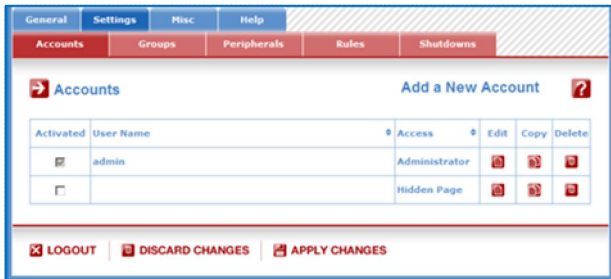 General Settings Misc Help
Accounts Groups Peripherals Rules Shutdowns
Accounts Add a New Account ?
Activated User Name Access Edit Copy Delete
admin Administrator
Hidden Page
LOGOUT DISCARD CHANGES APPLY CHANGES